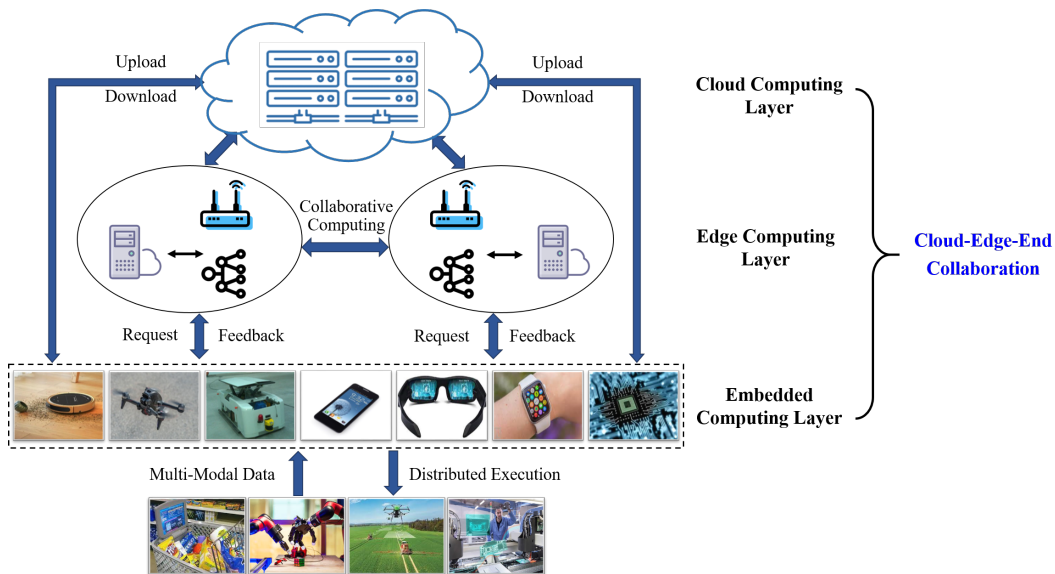 Upload
Download
Upload
Download
Cloud Computing
Layer
Collaborative
Computing
Edge Computing
Layer
Cloud-Edge-End
Collaboration
Request
Feedback
Request
Feedback
Embedded
Computing Layer
Multi-Modal Data
Distributed Execution